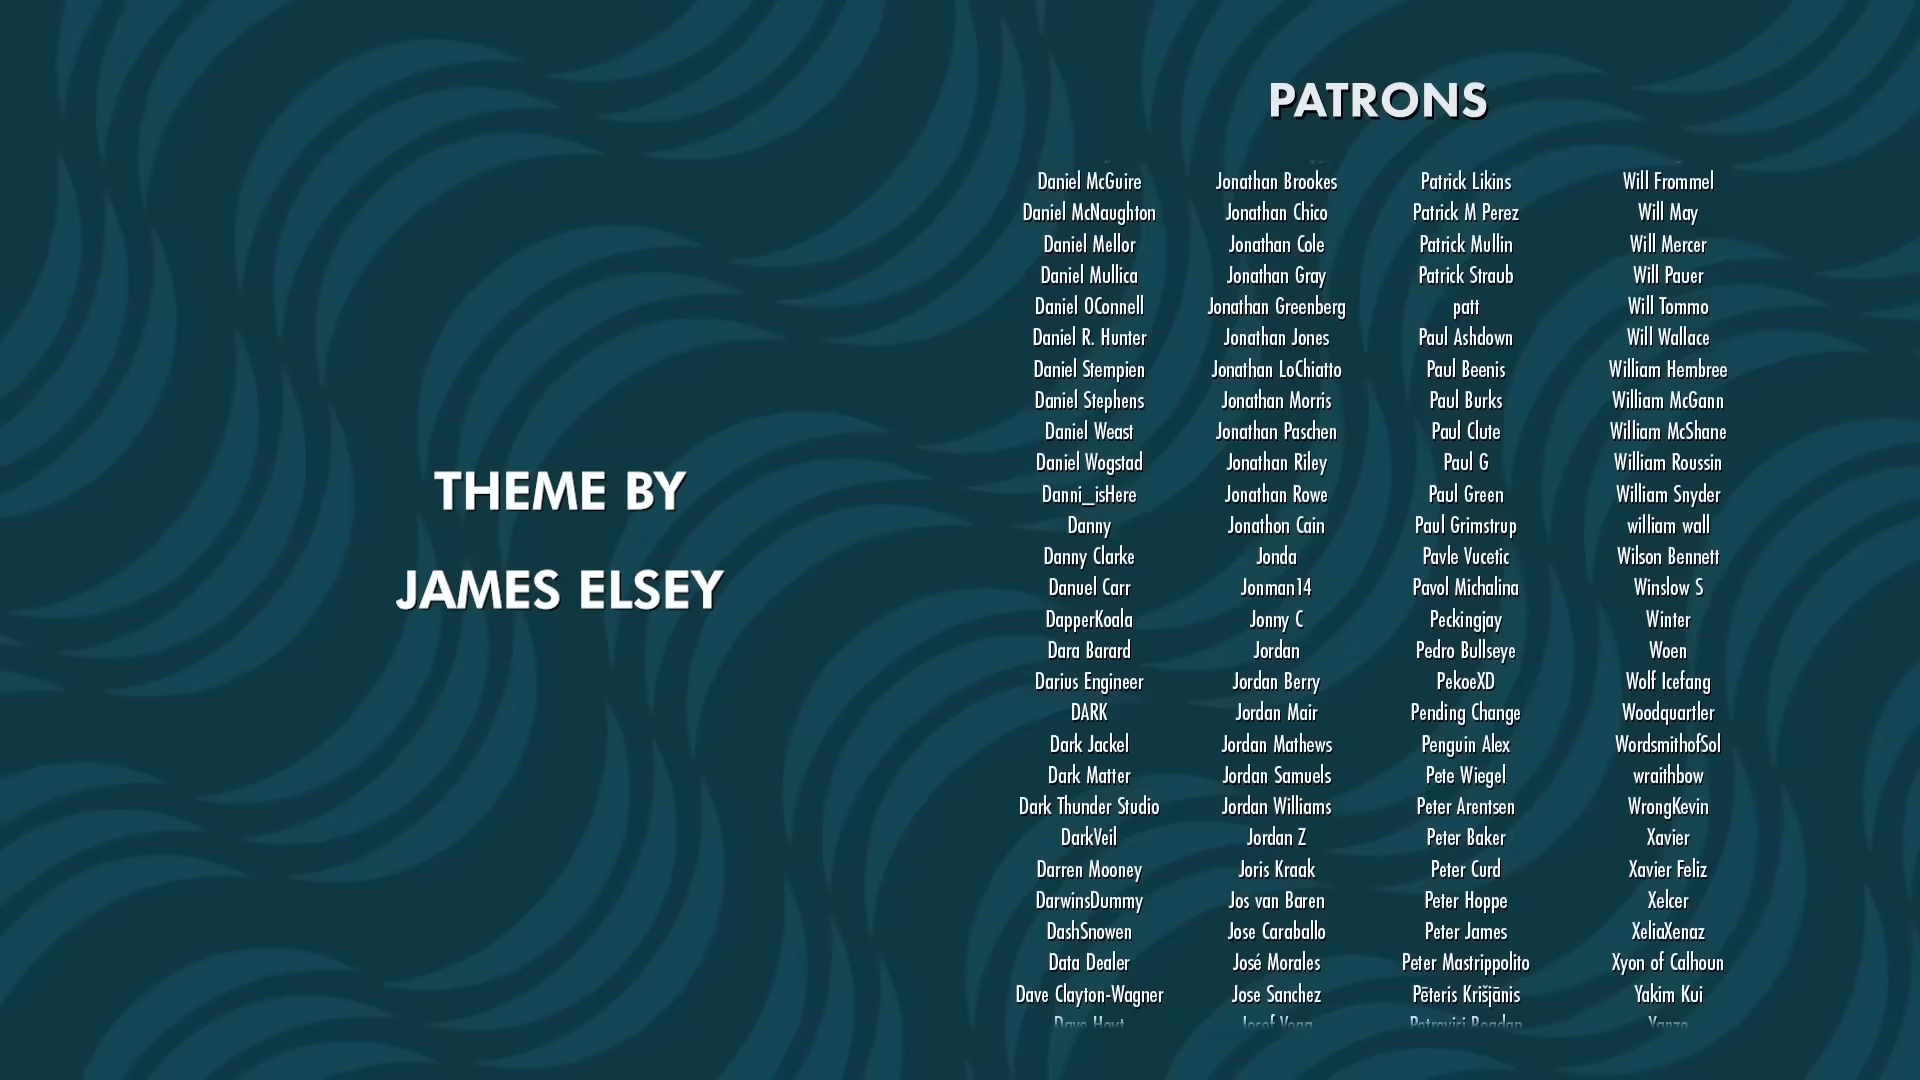 THEME BY
JAMES ELSEY
PATRONS
Daniel McGuire
Daniel McNaughton
Daniel Mellor
Daniel Mullica
Daniel OConnell
Daniel R. Hunter
Daniel Stempien
Daniel Stephens
Daniel Weast
Daniel Wogstad
Danni_isHere
Danny
Danny Clarke
Danuel Carr
DapperKoala
Dara Barard
Darius Engineer
DARK
Dark Jackel
Dark Matter
Dark Thunder Studio
DarkVeil
Darren Mooney
DarwinsDummy
DashSnowen
Data Dealer
Dave Clayton-Wagner
Dave Hoyt
Jonathan Brookes
Jonathan Chico
Jonathan Cole
Jonathan Gray
Jonathan Greenberg
Jonathan Jones
Jonathan LoChiatto
Jonathan Morris
Jonathan Paschen
Jonathan Riley
Jonathan Rowe
Jonathon Cain
Jonda
Jonman14
Jonny C
Jordan
Jordan Berry
Jordan Mair
Jordan Mathews
Jordan Samuels
Jordan Williams
Jordan Z
Joris Kraak
Jos van Baren
Jose Caraballo
José Morales
Jose Sanchez
Josef Vega
Patrick Likins
Patrick M Perez
Patrick Mullin
Patrick Straub
patt
Paul Ashdown
Paul Beenis
Paul Burks
Paul Clute
Paul G
Paul Green
Paul Grimstrup
Pavle Vucetic
Pavol Michalina
Peckingjay
Pedro Bullseye
PekoeXD
Pending Change
Penguin Alex
Pete Wiegel
Peter Arentsen
Peter Baker
Peter Curd
Peter Hoppe
Peter James
Peter Mastrippolito
Pēteris Krišjānis
Petrovici Bogdan
Will Frommel
Will May
Will Mercer
Will Pauer
Will Tommo
Will Wallace
William Hembree
William McGann
William McShane
William Roussin
William Snyder
william wall
Wilson Bennett
Winslow S
Winter
Woen
Wolf Icefang
Woodquartler
WordsmithofSol
wraithbow
WrongKevin
Xavier
Xavier Feliz
Xelcer
XeliaXenaz
Xyon of Calhoun
Yakim Kui